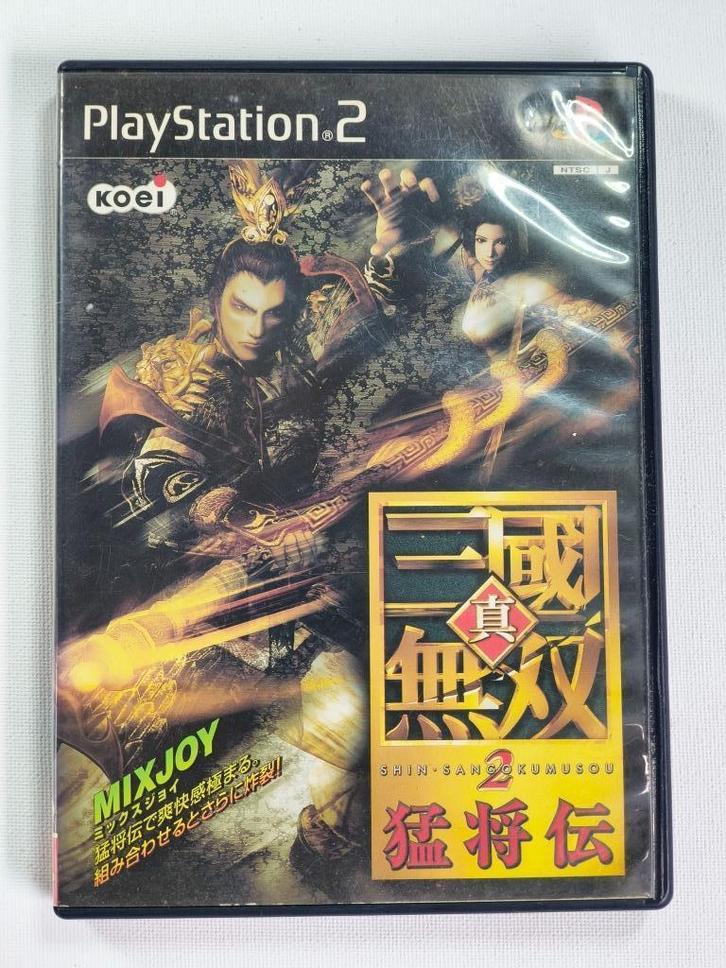 PlayStation®2
NTSC J
KOEI
三國
真
無双
2
SHIN・SANGOKUMUSOU
猛将伝
MIXJOY
ミックスジョイ
猛将伝で爽快感極まる。
組み合わせるとさらに炸裂!!